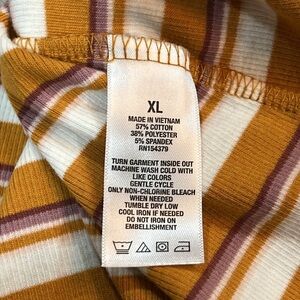 XL
MADE IN VIETNAM
57% COTTON
38% POLYESTER
5% SPANDEX
RN154379
TURN GARMENT INSIDE OUT
MACHINE WASH COLD WITH
LIKE COLORS
GENTLE CYCLE
ONLY NON-CHLORINE BLEACH
WHEN NEEDED
TUMBLE DRY LOW
COOL IRON IF NEEDED
DO NOT IRON ON
EMBELLISHMENT